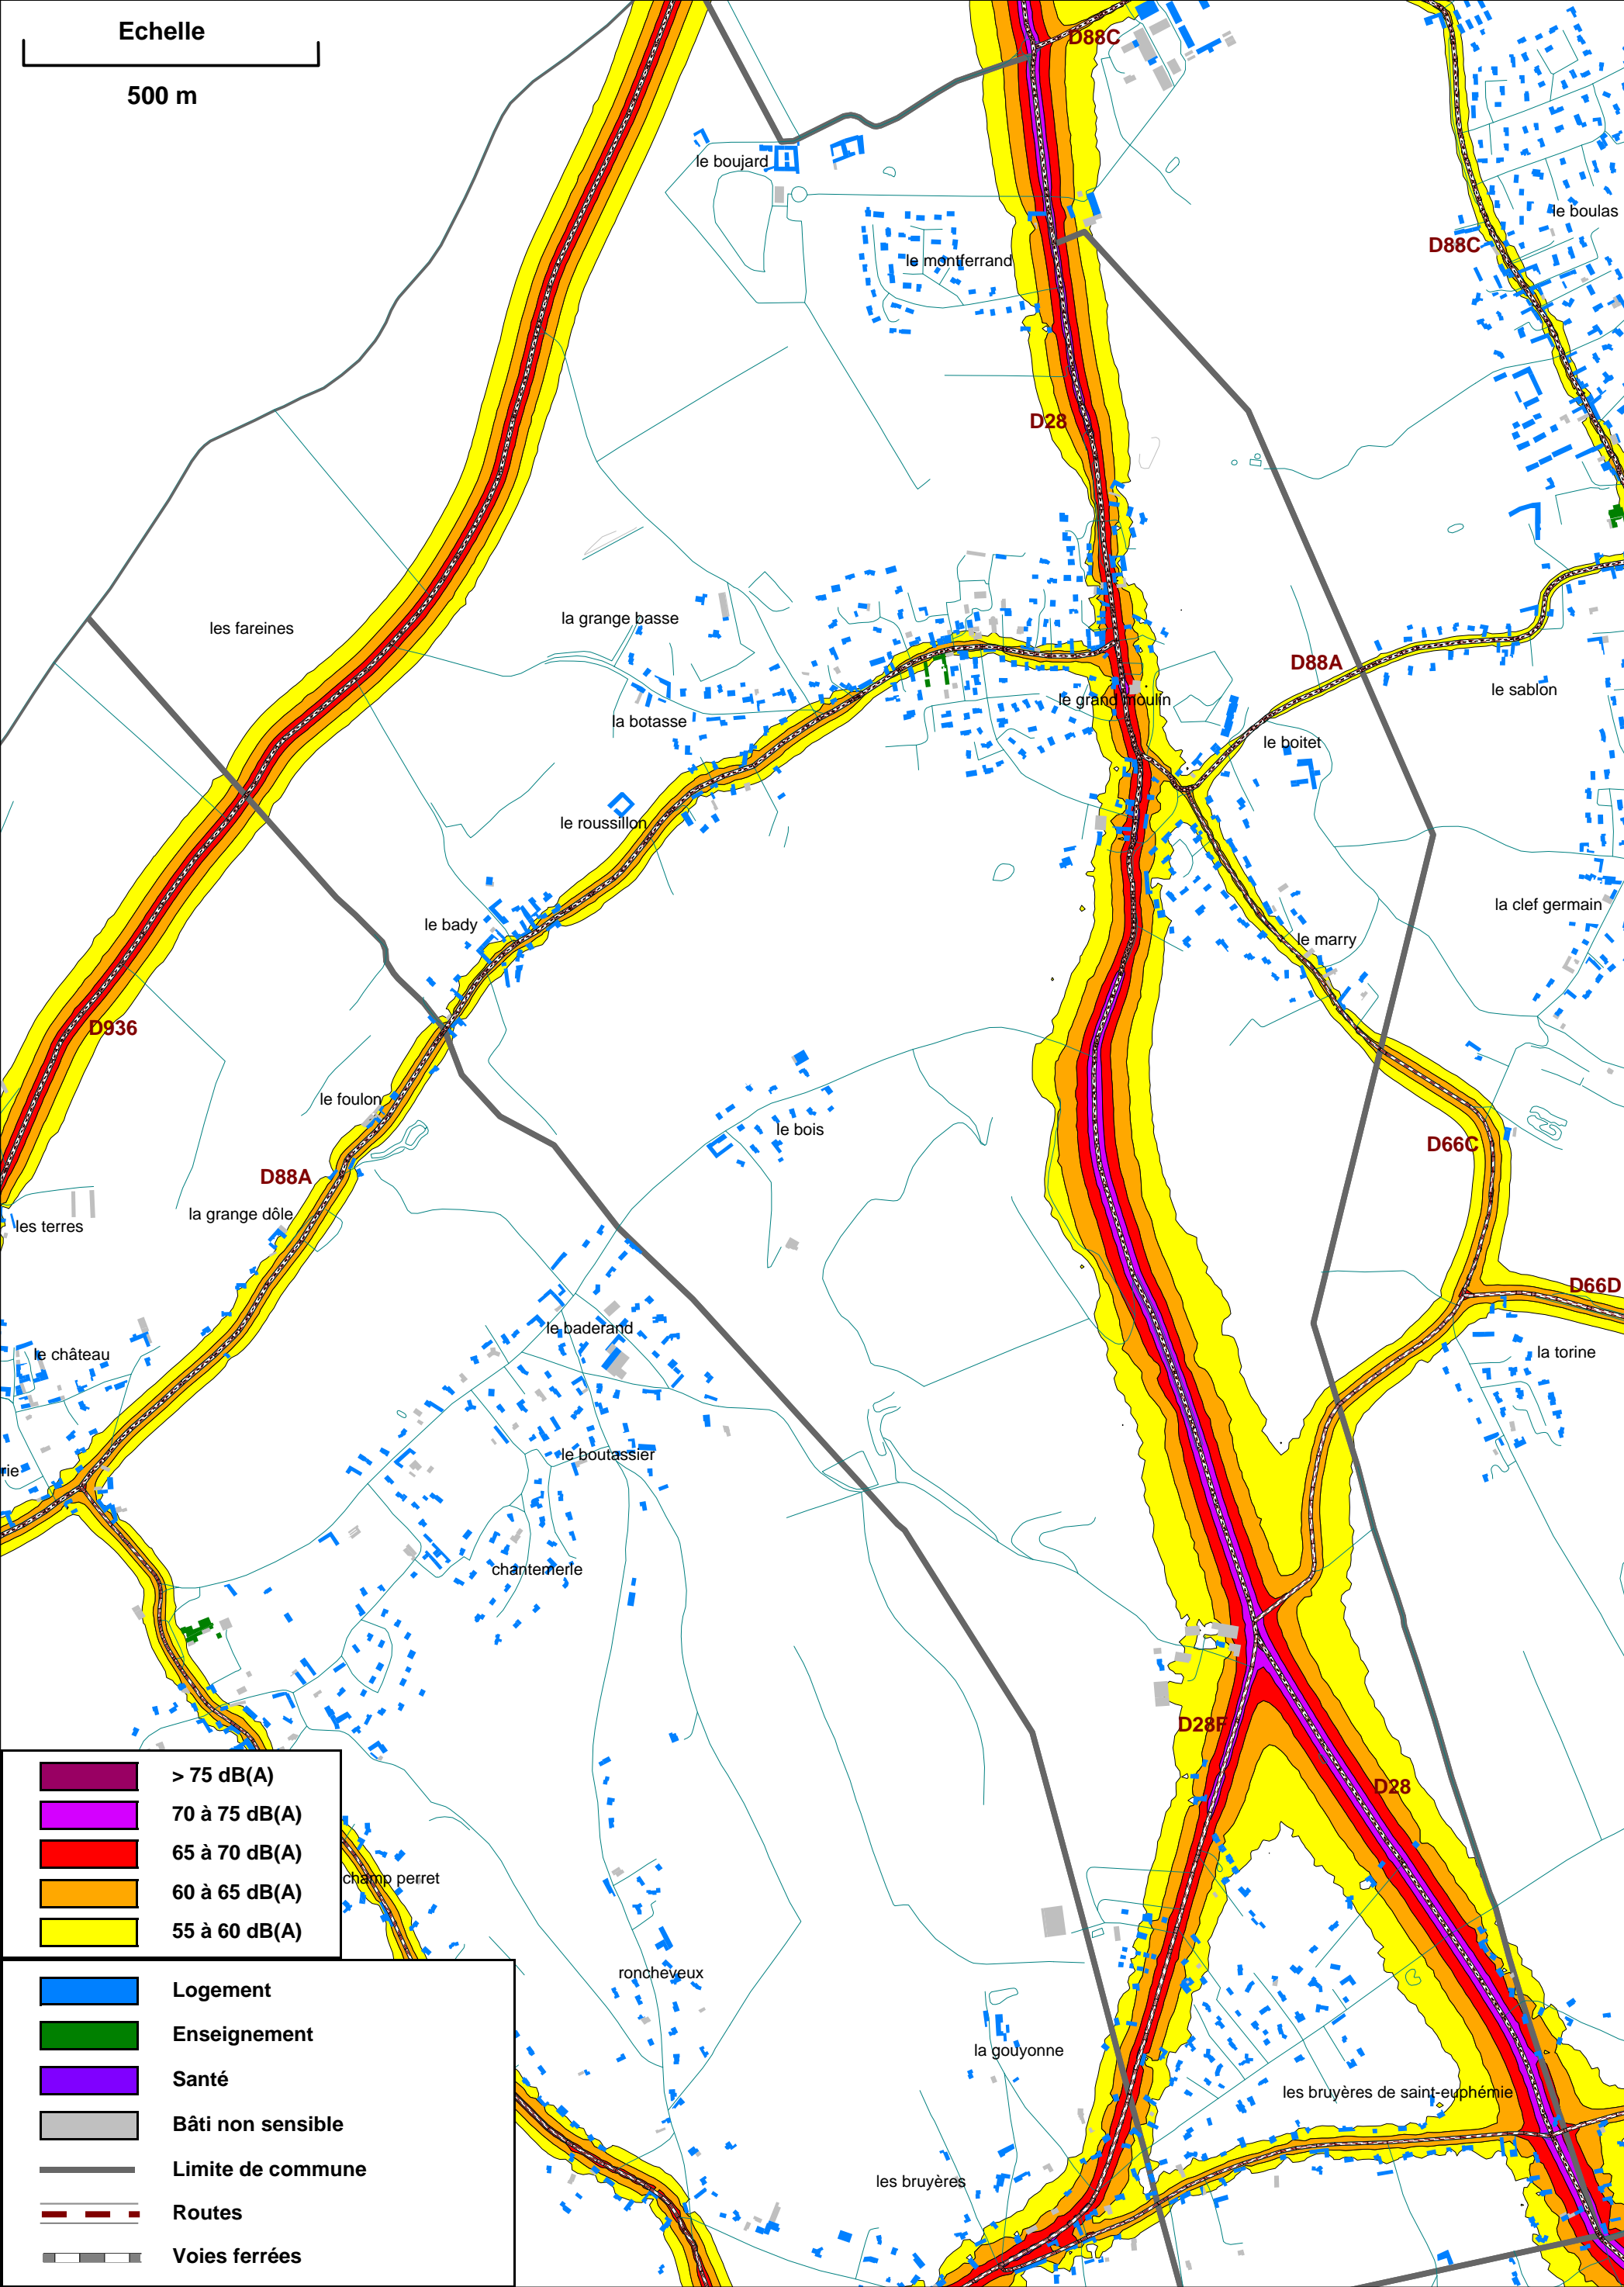 Echelle
500 m
D88C
le boujard
le boulas
D88C
le montferrand
D28
la grange basse
les fareines
D88A
le sablon
le grand moulin
la botasse
le boitet
le roussillon
la clef germain
le bady
le marry
D936
le foulon
le bois
D66C
D88A
la grange dôle
les terres
D66D
le baderand
la torine
le château
le boutassier
rie
chantemerle
D28F
D28
> 75 dB(A)
70 à 75 dB(A)
65 à 70 dB(A)
60 à 65 dB(A)
55 à 60 dB(A)
champ perret
roncheveux
Logement
Enseignement
la gouyonne
Santé
les bruyères de saint-euphémie
Bâti non sensible
Limite de commune
les bruyères
Routes
Voies ferrées